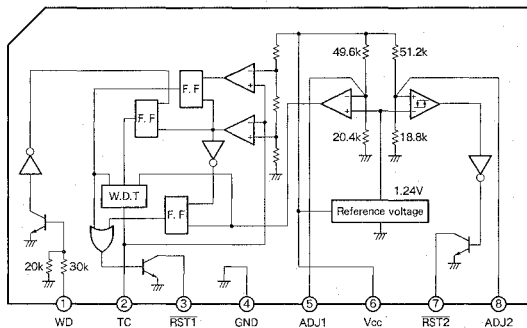 49.6k 51.2k
F. F
F. F
20.4k 18.8k
W.D.T
F. F
1.24V
Reference voltage
20k 30k
1 2 3 4 5 6 7 8
WD TC RST1 GND ADJ1 Vcc RST2 ADJ2